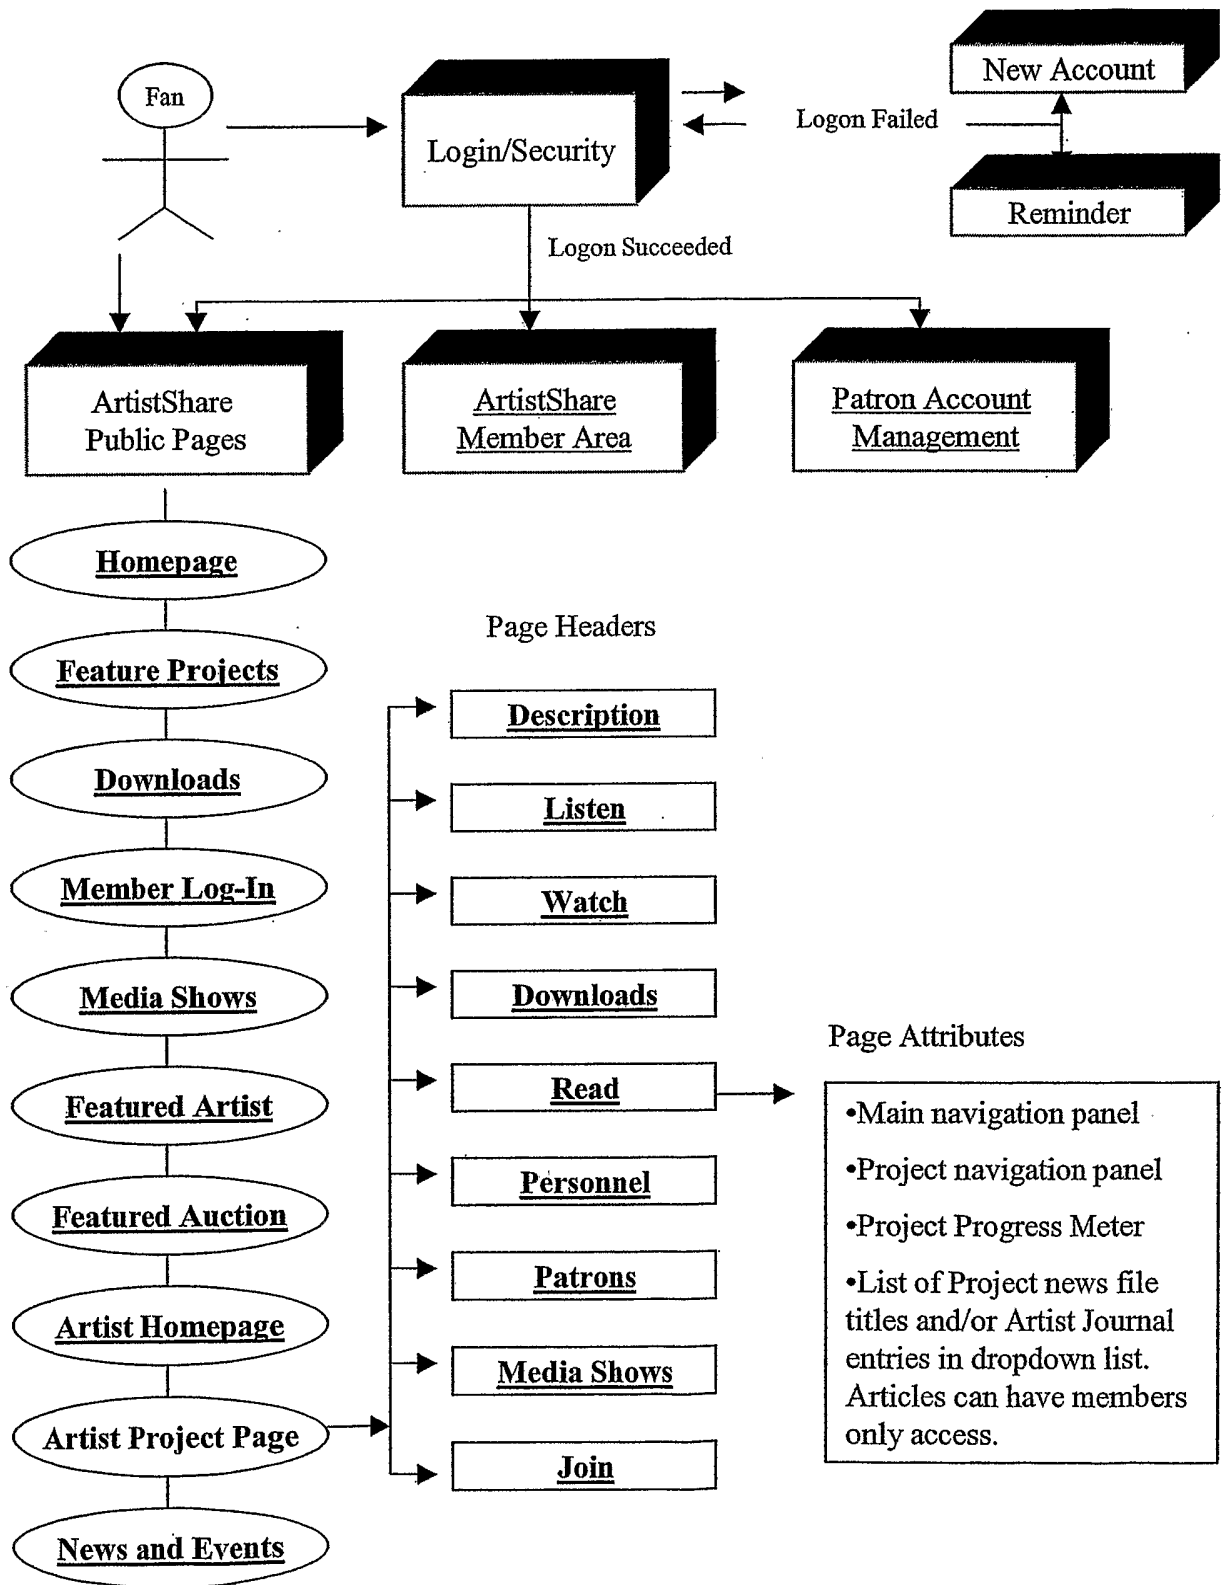 Fan
Login/Security
New Account
Logon Failed
Reminder
Logon Succeeded
ArtistShare
Public Pages
ArtistShare
Member Area
Patron Account
Management
Homepage
Feature Projects
Downloads
Member Log-In
Media Shows
Featured Artist
Featured Auction
Artist Homepage
Artist Project Page
News and Events
Page Headers
Description
Listen
Watch
Downloads
Read
Personnel
Patrons
Media Shows
Join
Page Attributes
•Main navigation panel
•Project navigation panel
•Project Progress Meter
•List of Project news file
titles and/or Artist Journal
entries in dropdown list.
Articles can have members
only access.